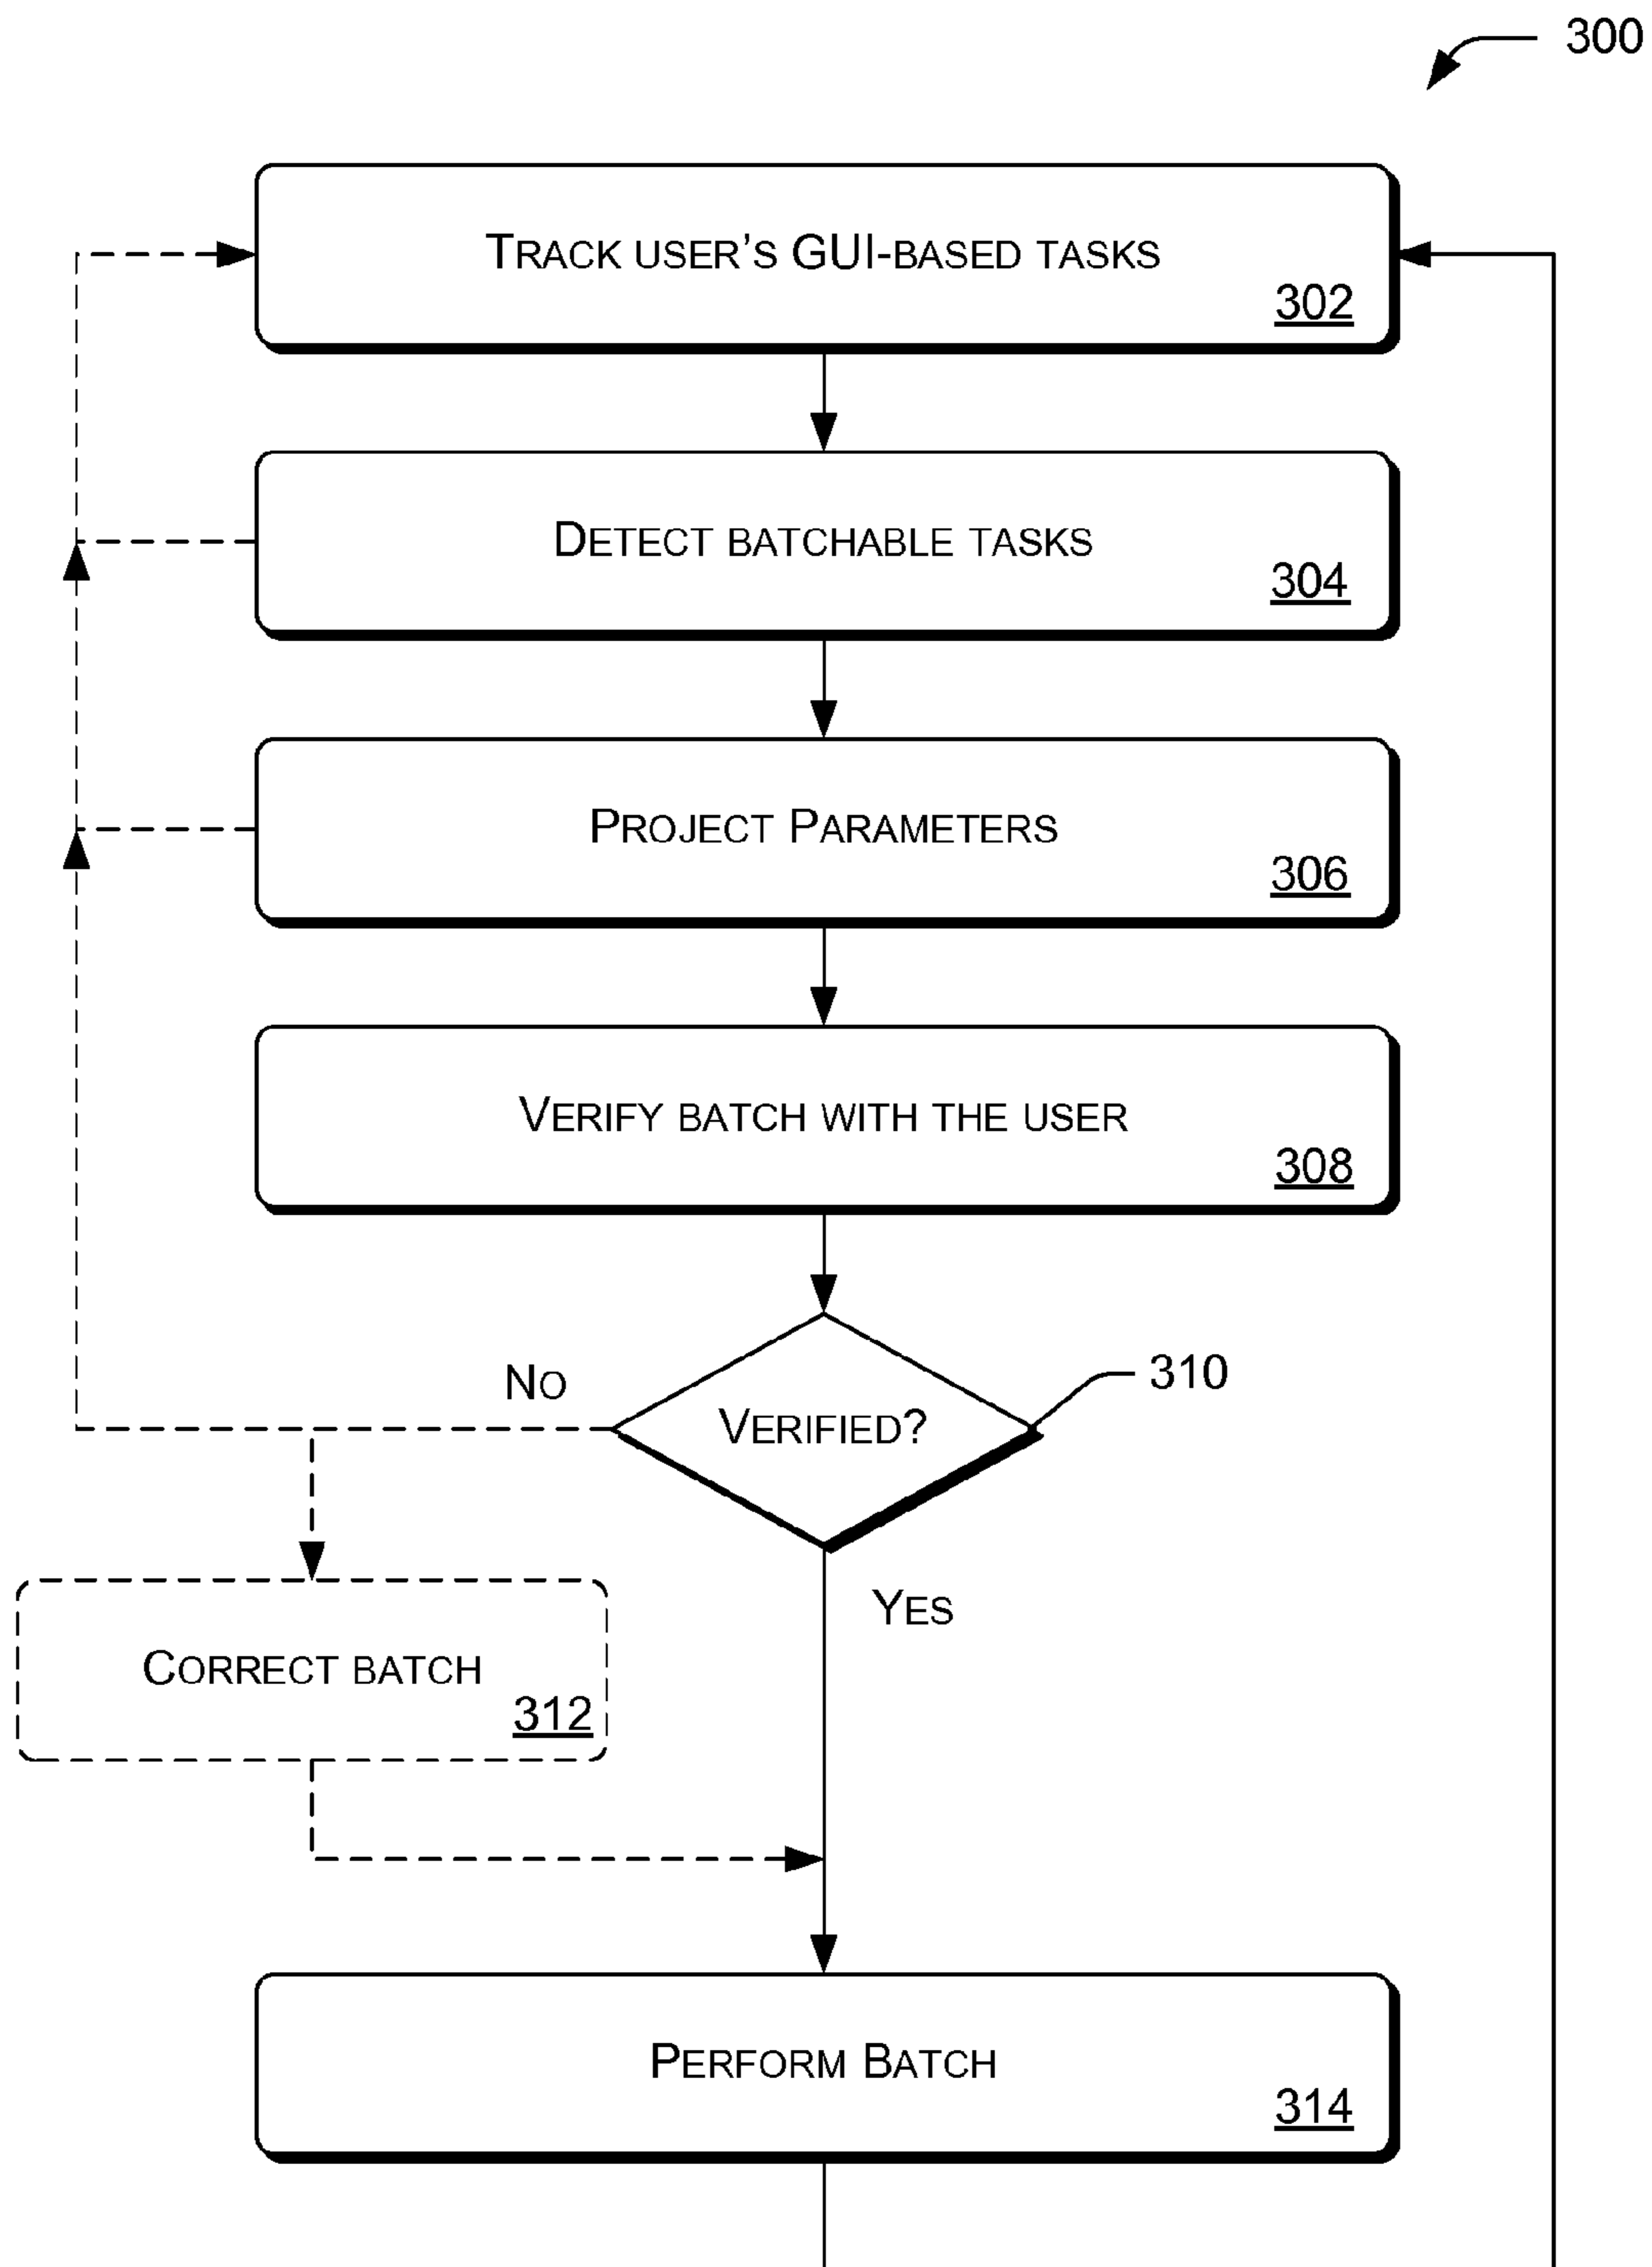 300
TRACK USER'S GUI-BASED TASKS
302
DETECT BATCHABLE TASKS
304
PROJECT PARAMETERS
306
VERIFY BATCH WITH THE USER
308
NO
VERIFIED?
310
YES
CORRECT BATCH
312
PERFORM BATCH
314